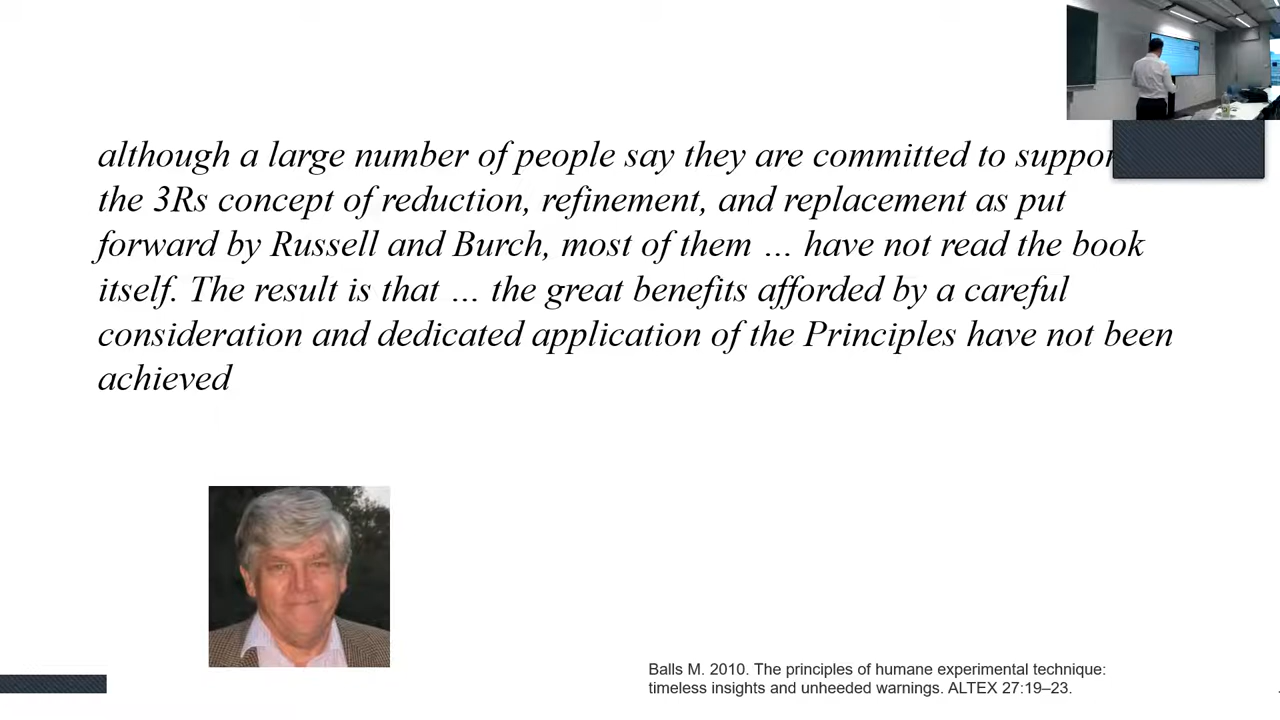 although a large number of people say they are committed to suppor
the 3Rs concept of reduction, refinement, and replacement as put
forward by Russell and Burch, most of them … have not read the book
itself. The result is that … the great benefits afforded by a careful
consideration and dedicated application of the Principles have not been
achieved
Balls M. 2010. The principles of humane experimental technique:
timeless insights and unheeded warnings. ALTEX 27:19–23.